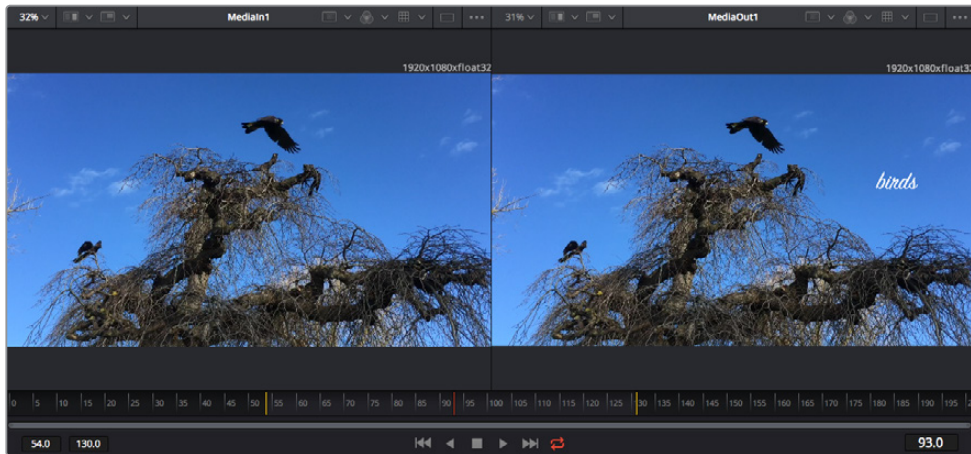 32% MediaIn1 31% MediaOut1
1920x1080xfloat32 1920x1080xfloat32
birds
0 5 10 15 20 25 30 35 40 45 50 55 60 65 70 75 80 85 90 95 100 105 110 115 120 125 130 135 140 145 150 155 160 165 170 175 180 185 190 195
54.0 130.0 93.0